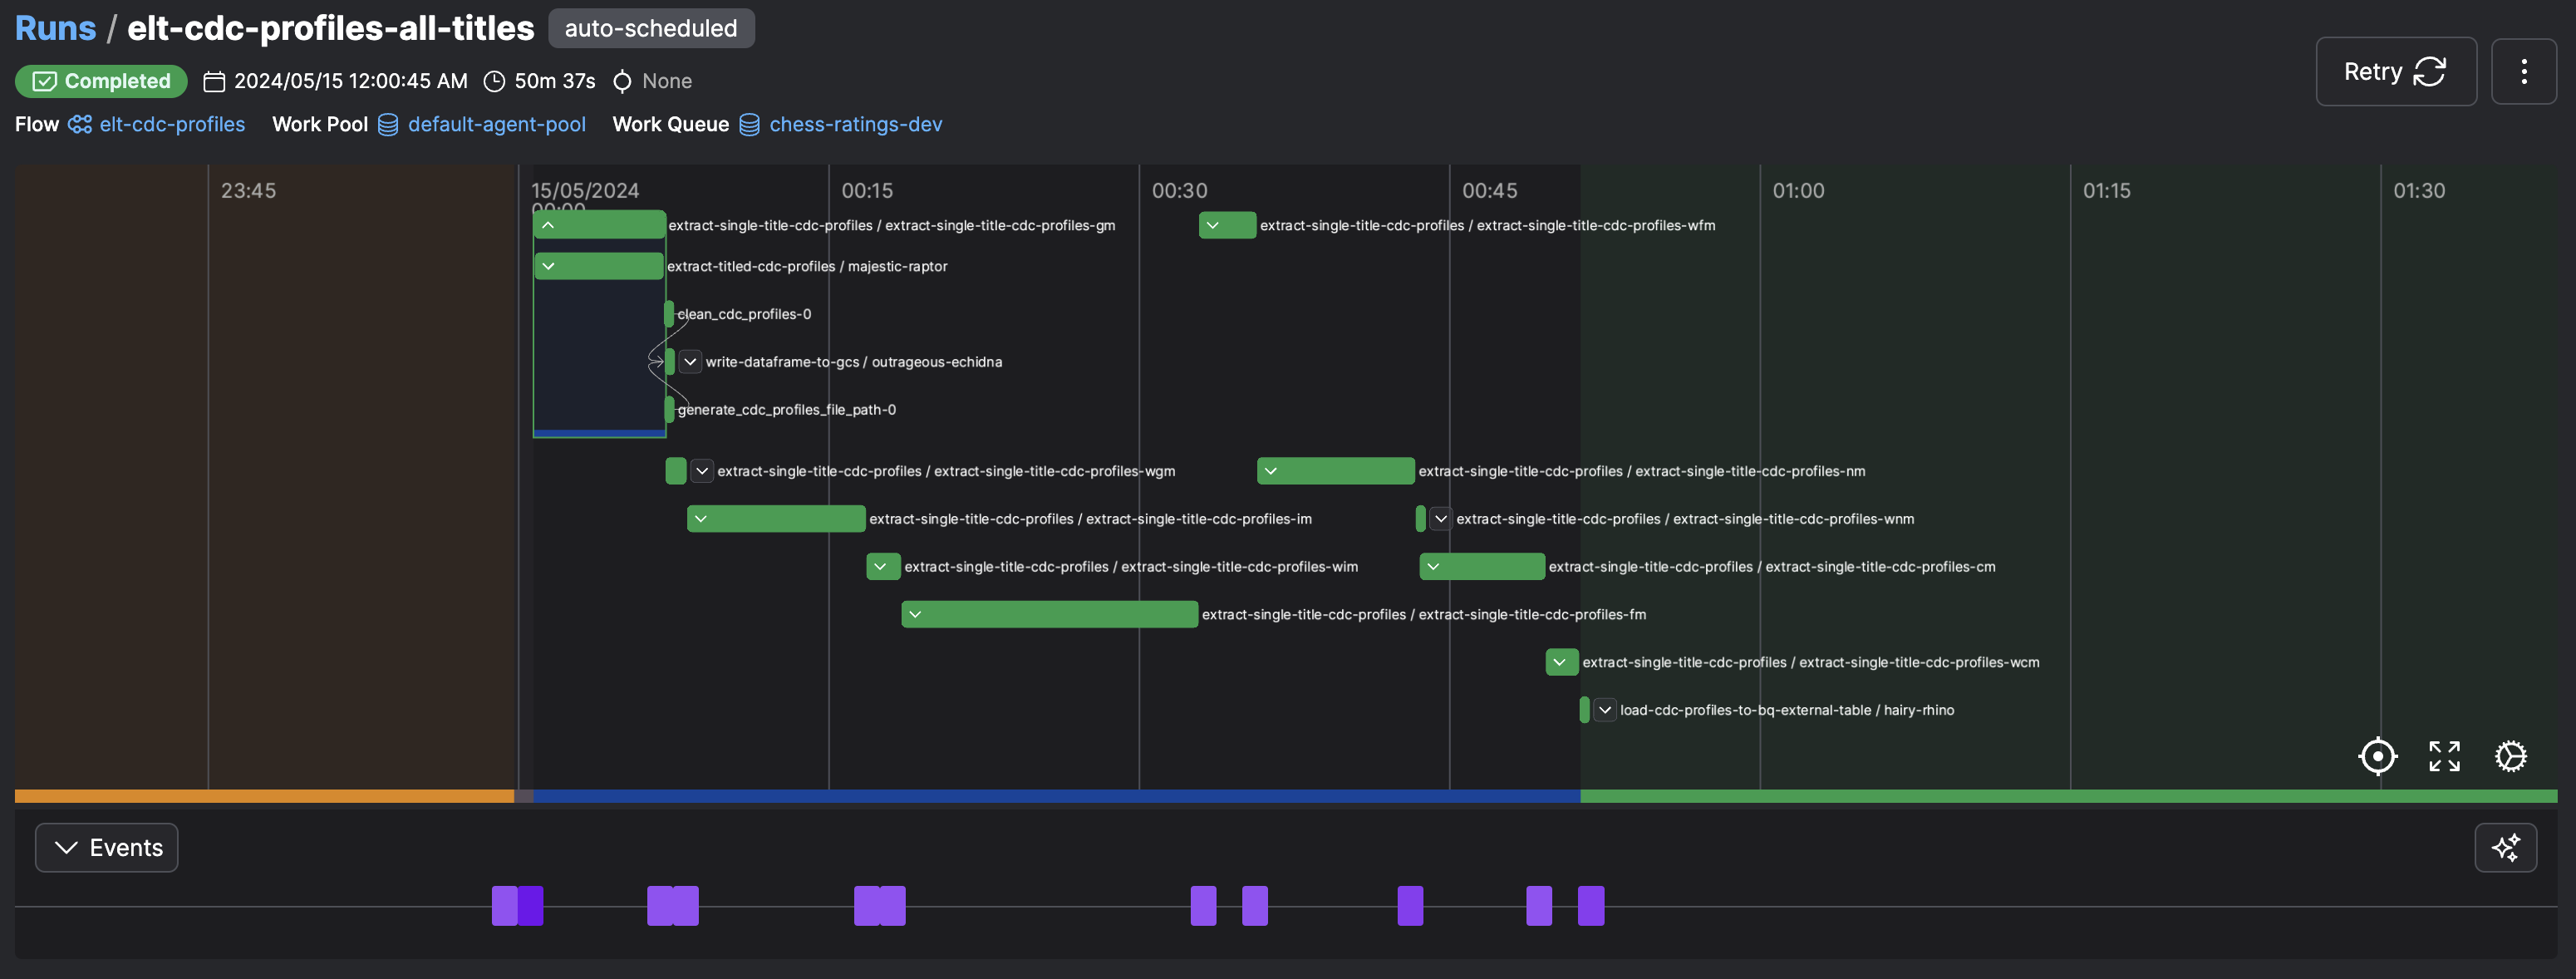 Runs / elt-cdc-profiles-all-titles auto-scheduled
Completed 2024/05/15 12:00:45 AM 50m 37s None
Retry
Flow elt-cdc-profiles Work Pool default-agent-pool Work Queue chess-ratings-dev
23:45 15/05/2024 00:15 00:30 00:45 01:00 01:15 01:30
00:00
extract-single-title-cdc-profiles / extract-single-title-cdc-profiles-gm extract-single-title-cdc-profiles / extract-single-title-cdc-profiles-wfm
extract-titled-cdc-profiles / majestic-raptor
clean_cdc_profiles-0
write-dataframe-to-gcs / outrageous-echidna
generate_cdc_profiles_file_path-0
extract-single-title-cdc-profiles / extract-single-title-cdc-profiles-wgm extract-single-title-cdc-profiles / extract-single-title-cdc-profiles-nm
extract-single-title-cdc-profiles / extract-single-title-cdc-profiles-im extract-single-title-cdc-profiles / extract-single-title-cdc-profiles-wnm
extract-single-title-cdc-profiles / extract-single-title-cdc-profiles-wim extract-single-title-cdc-profiles / extract-single-title-cdc-profiles-cm
extract-single-title-cdc-profiles / extract-single-title-cdc-profiles-fm
extract-single-title-cdc-profiles / extract-single-title-cdc-profiles-wcm
load-cdc-profiles-to-bq-external-table / hairy-rhino
Events